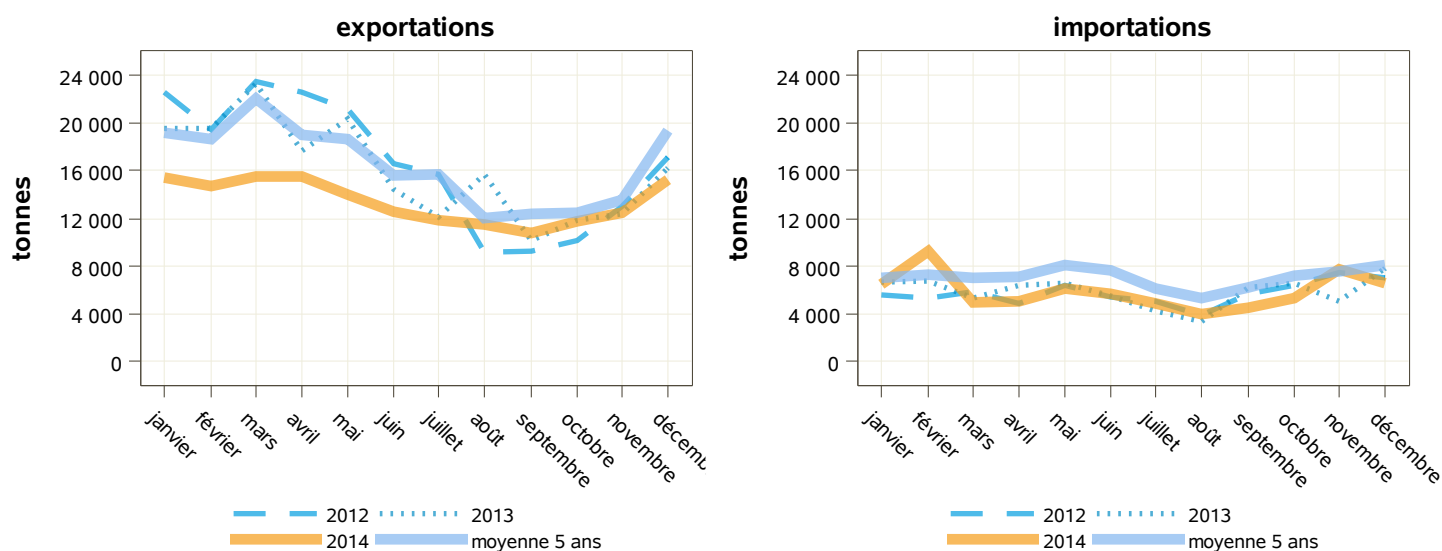 exportations
tonnes
24 000
20 000
16 000
12 000
8 000
4 000
0
janvier
février
mars
avril
mai
juin
juillet
août
septembre
octobre
novembre
décemb
2012
2013
2014
moyenne 5 ans
importations
tonnes
24 000
20 000
16 000
12 000
8 000
4 000
0
janvier
février
mars
avril
mai
juin
juillet
août
septembre
octobre
novembre
décembre
2012
2013
2014
moyenne 5 ans